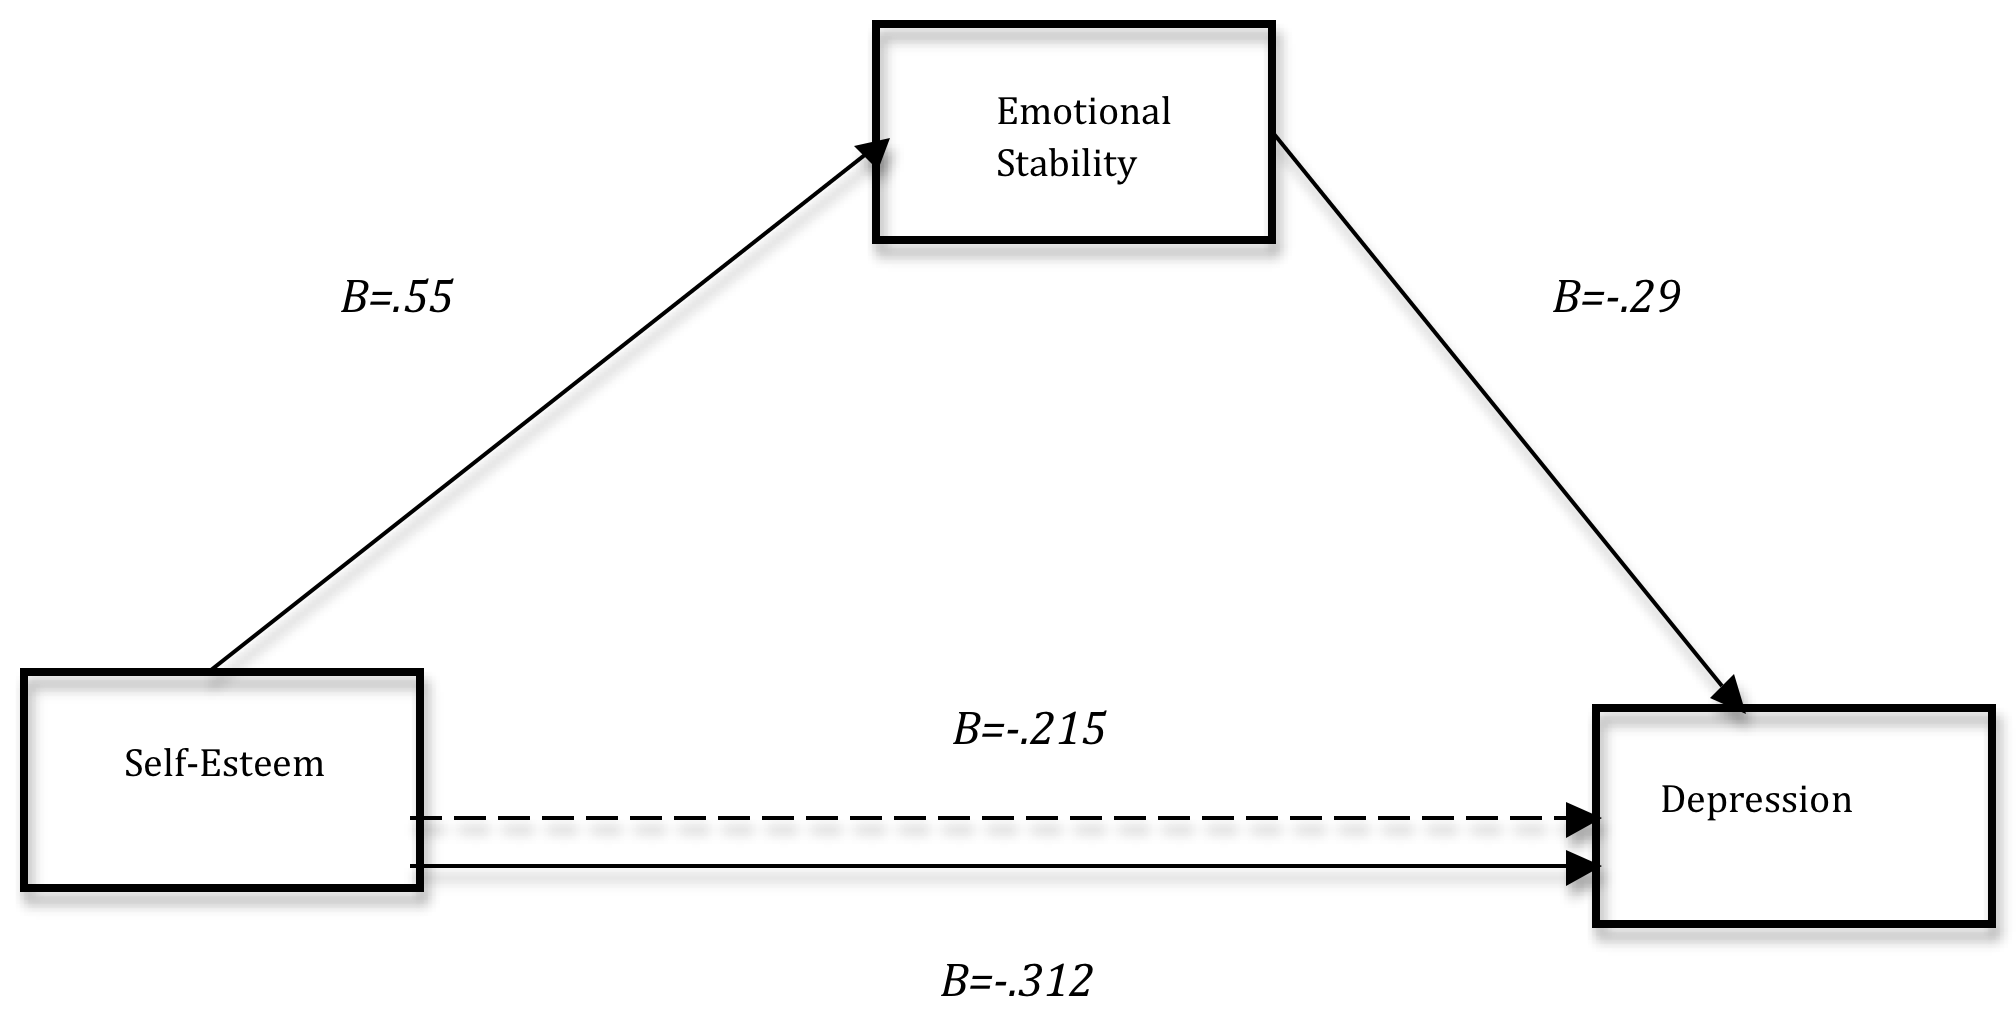 Emotional
Stability
B=.55
B=-.29
B=-.215
Self-Esteem
Depression
B=-.312